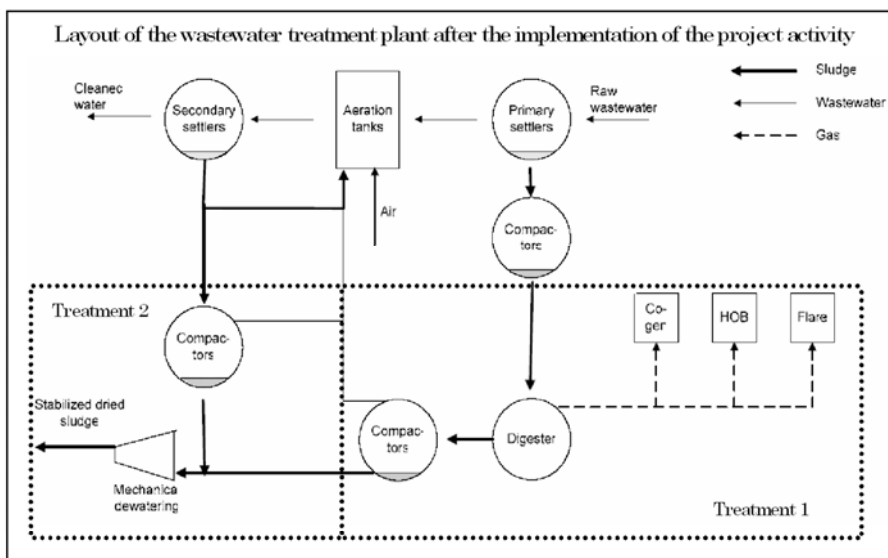 Layout of the wastewater treatment plant after the implementation of the project activity
Cleanec
water
Secondary
settlers
Aeration
tanks
Primary
settlers
Raw
wastewater
Sludge
Wastewater
Gas
Air
Compac-
torc
Treatment 2
Compac-
tors
Co-
gen
HOB
Flare
Stabilized dried
sludge
Compac-
tors
Digester
Mechanica
dewatering
Treatment 1